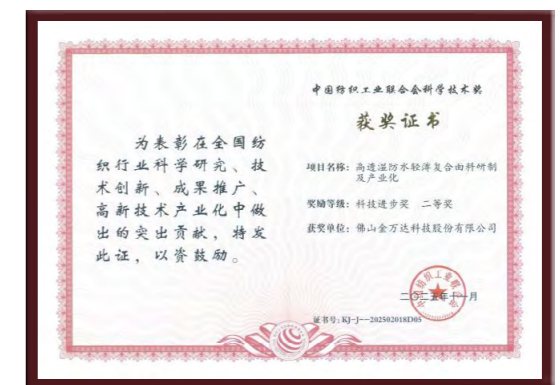 为表彰在全国纺
织行业科学研究、技
术创新、成果推广、
高新技术产业化中做
出的突出贡献，特发
此证，以资鼓励。
中国纺织工业联合会科学技术奖
获奖证书
项目名称：高透湿防水轻薄复合面料研制
及产业化
奖励等级：科技进步奖 二等奖
获奖单位：佛山金万达科技股份有限公司
二〇二五年十一月
证书号：KJ-J--202502018D05